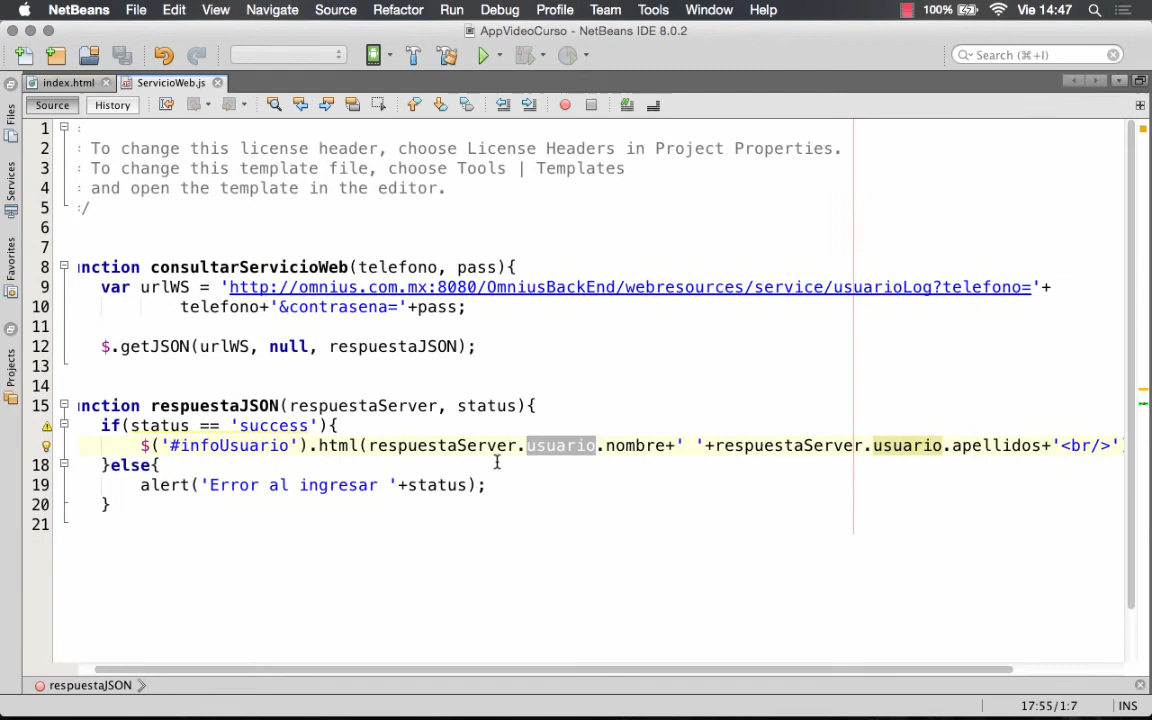 NetBeans File Edit View Navigate Source Refactor Run Debug Profile Team Tools Window Help 100% Vie 14:47
AppVideoCurso - NetBeans IDE 8.0.2
Search (⌘+I)
index.html ServicioWeb.js
Source History
Files
Services
Favorites
Projects
1
2 To change this license header, choose License Headers in Project Properties.
3 To change this template file, choose Tools | Templates
4 and open the template in the editor.
5 /
6
7
8 nction consultarServicioWeb(telefono, pass){
9 var urlWS = 'http://omnius.com.mx:8080/OmniusBackEnd/webresources/service/usuarioLog?telefono='+
10 telefono+'&contrasena='+pass;
11
12 $.getJSON(urlWS, null, respuestaJSON);
13
14
15 nction respuestaJSON(respuestaServer, status){
if(status == 'success'){
$('#infoUsuario').html(respuestaServer.usuario.nombre+' '+respuestaServer.usuario.apellidos+'<br/>')
18 }else{
19 alert('Error al ingresar '+status);
20 }
21
respuestaJSON
17:55/1:7 INS